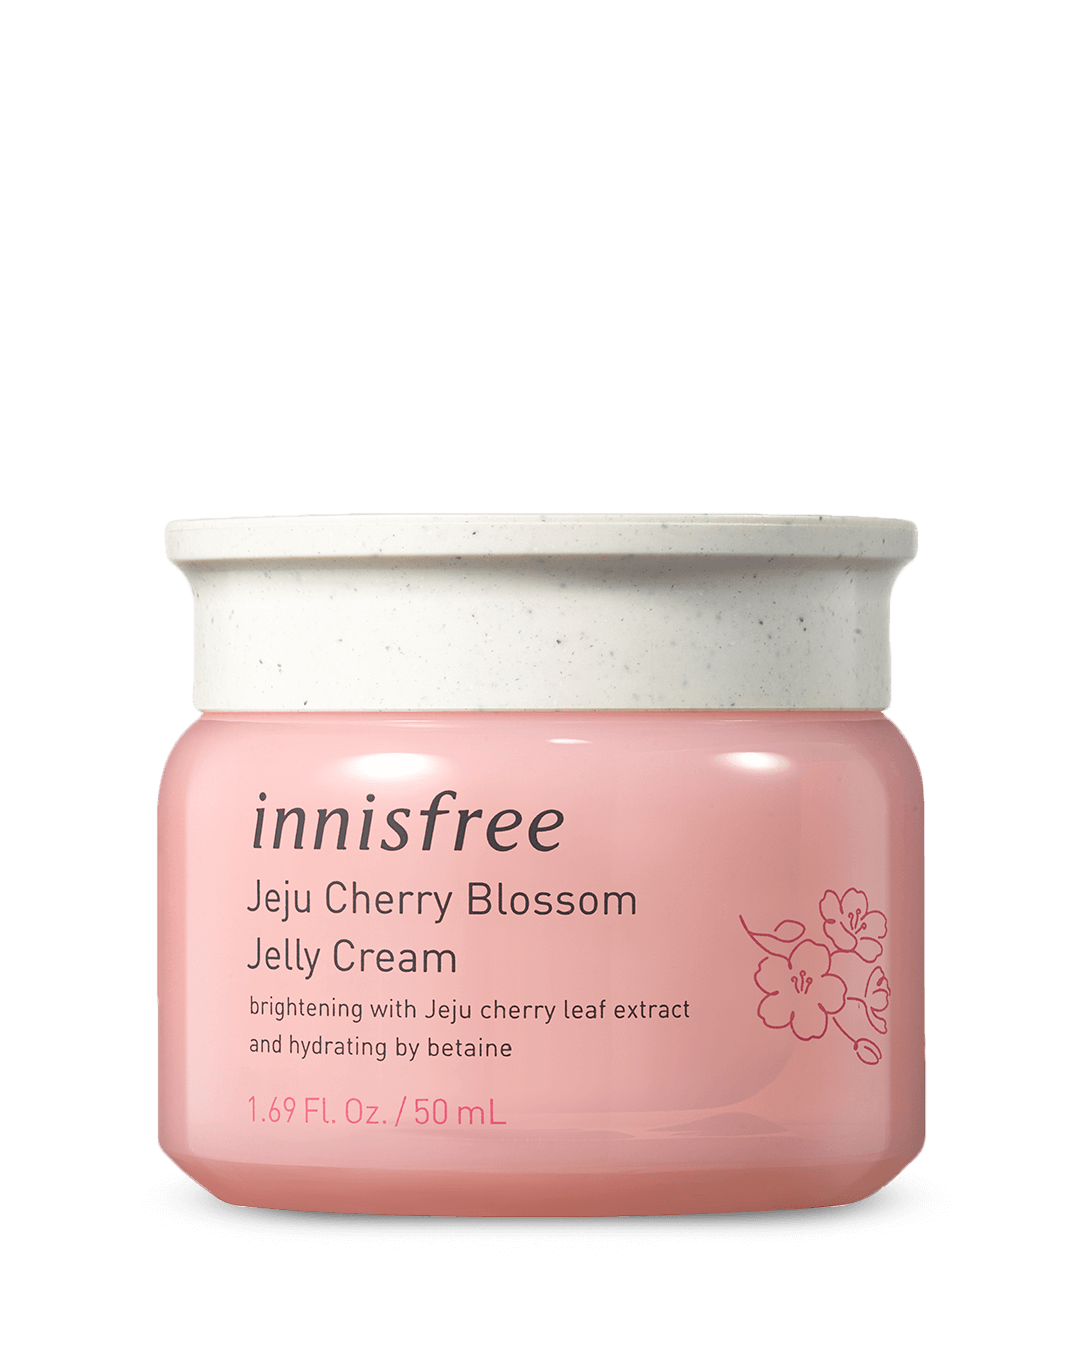 innisfree
Jeju Cherry Blossom
Jelly Cream
brightening with Jeju cherry leaf extract
and hydrating by betaine
1.69 Fl. Oz. / 50 mL